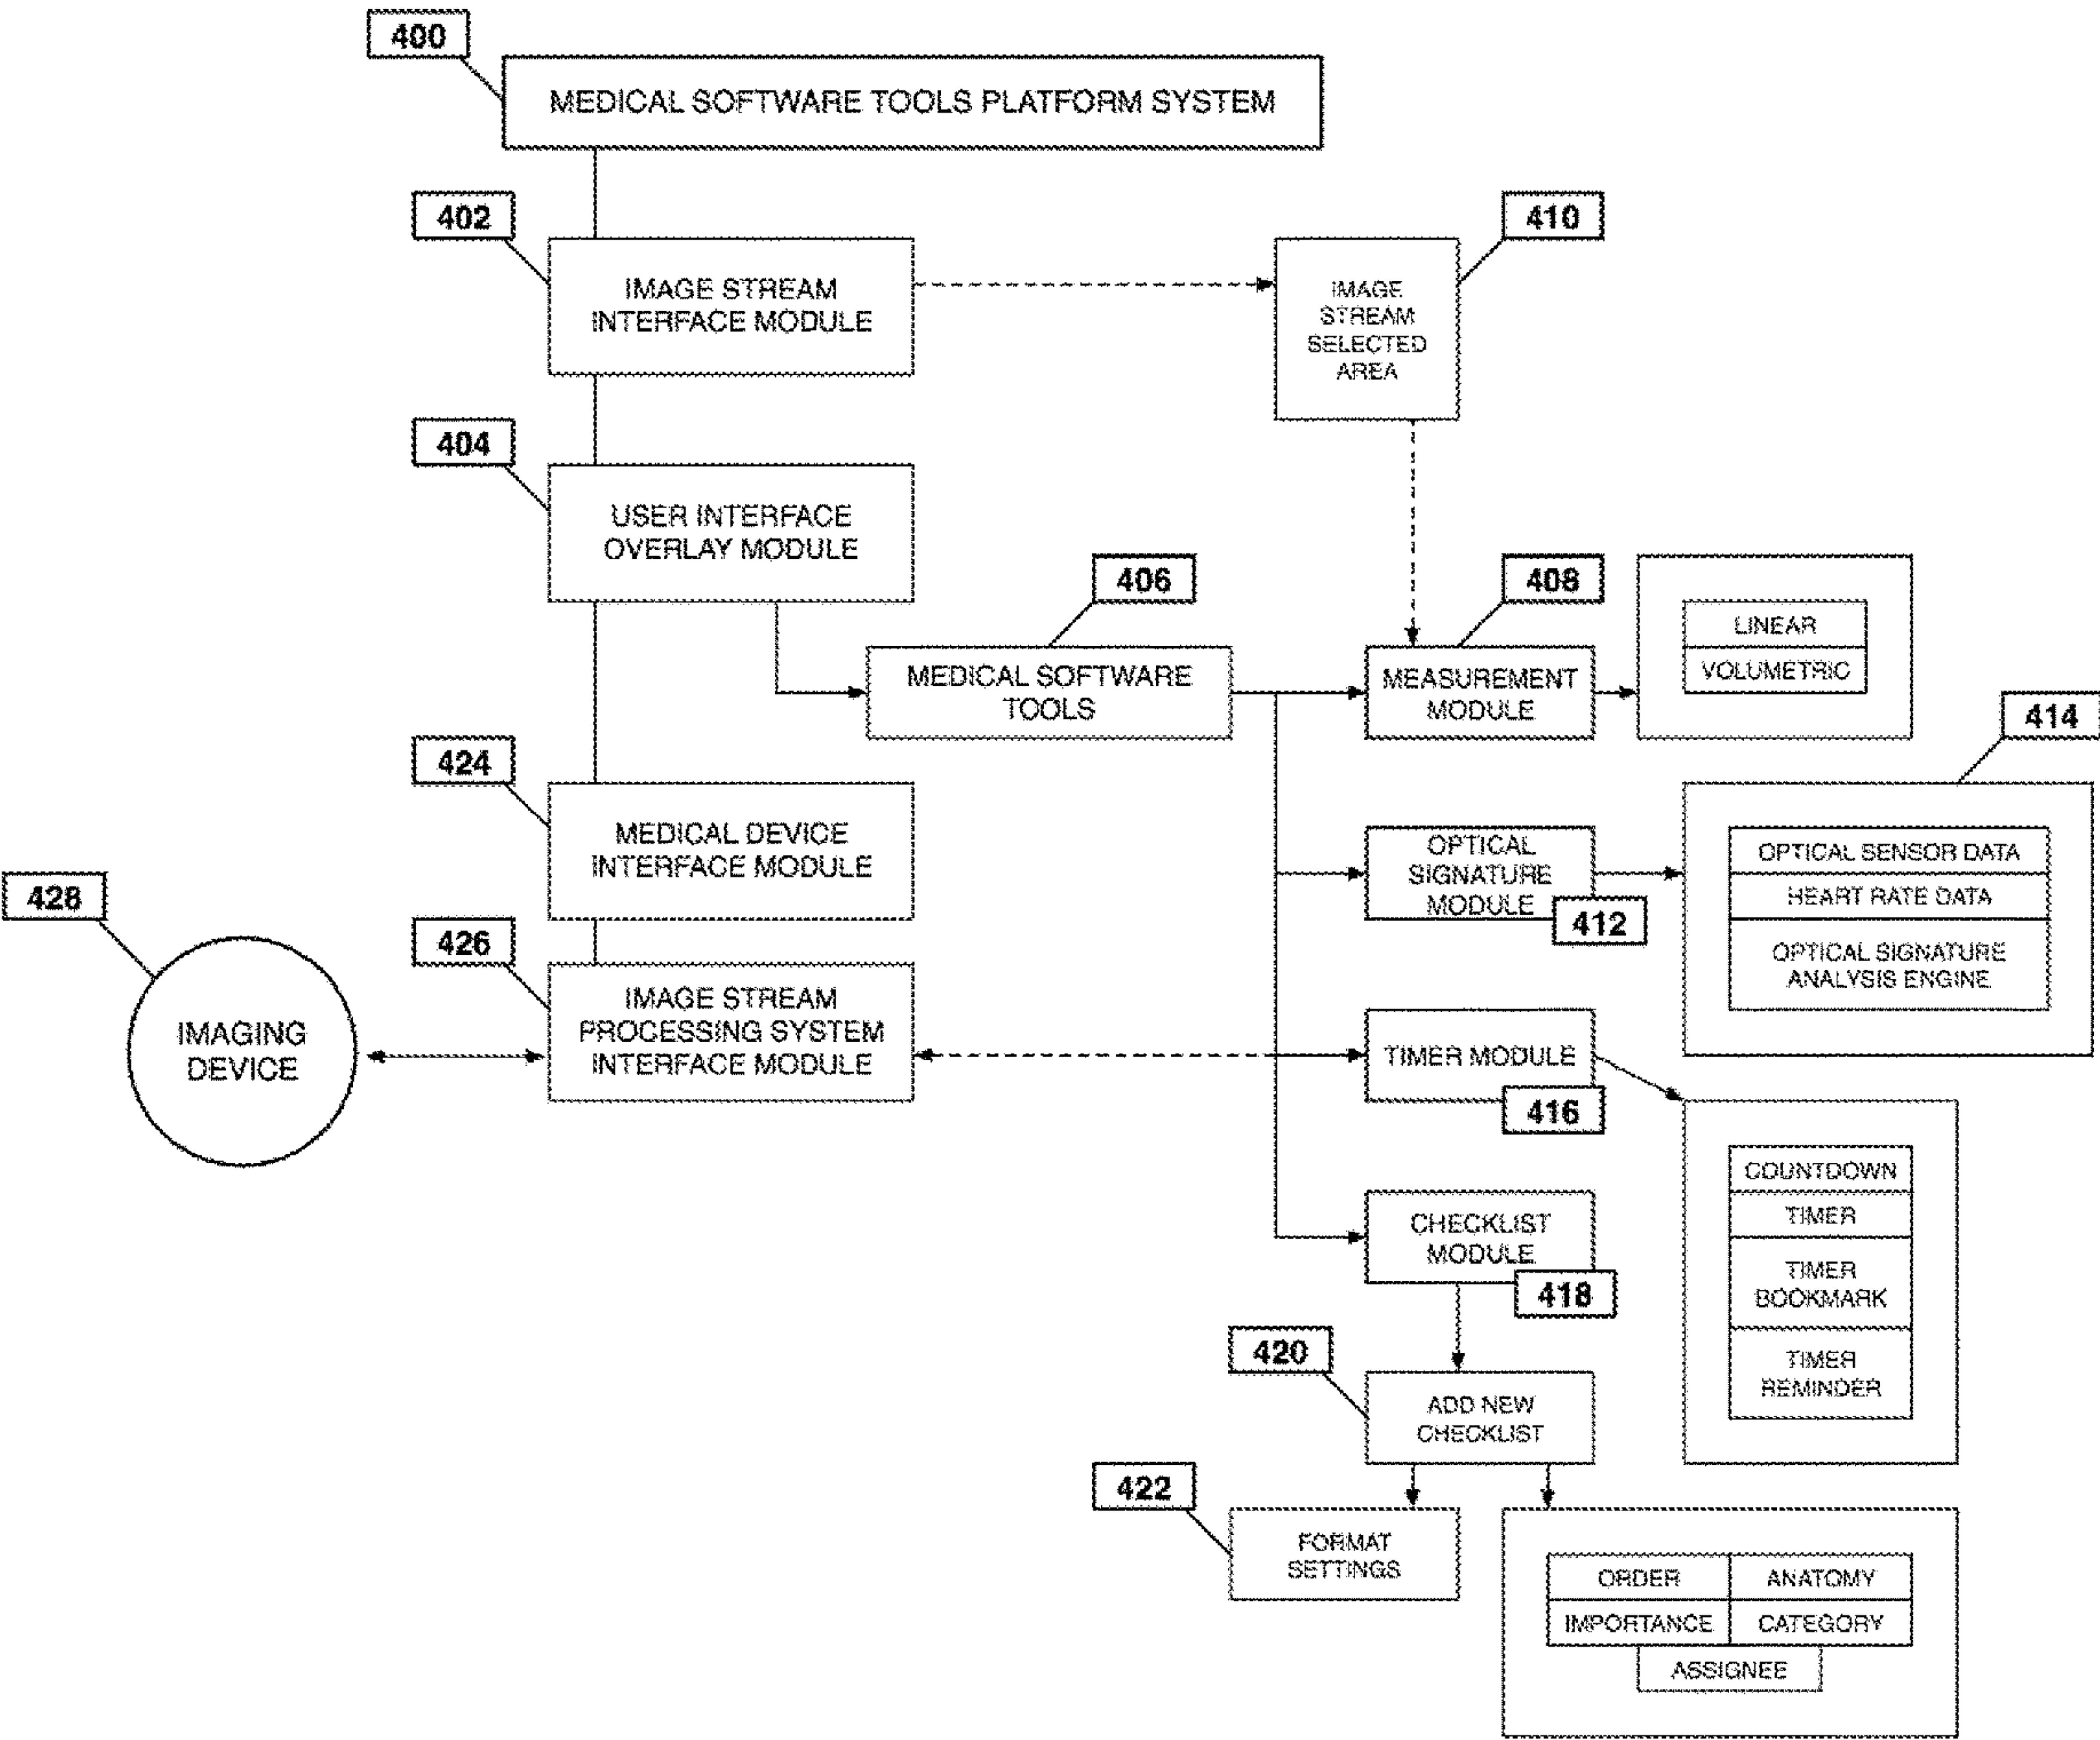 400
MEDICAL SOFTWARE TOOLS PLATFORM SYSTEM
402
IMAGE STREAM
INTERFACE MODULE
410
IMAGE
STREAM
SELECTED
AREA
404
USER INTERFACE
OVERLAY MODULE
406
MEDICAL SOFTWARE
TOOLS
408
MEASUREMENT
MODULE
LINEAR
VOLUMETRIC
424
MEDICAL DEVICE
INTERFACE MODULE
OPTICAL
SIGNATURE
MODULE
412
414
OPTICAL SENSOR DATA
HEART RATE DATA
OPTICAL SIGNATURE
ANALYSIS ENGINE
428
IMAGING
DEVICE
426
IMAGE STREAM
PROCESSING SYSTEM
INTERFACE MODULE
TIMER MODULE
416
COUNTDOWN
TIMER
TIMER
BOOKMARK
TIMER
REMINDER
CHECKLIST
MODULE
418
420
ADD NEW
CHECKLIST
422
FORMAT
SETTINGS
ORDER
ANATOMY
IMPORTANCE
CATEGORY
ASSIGNEE